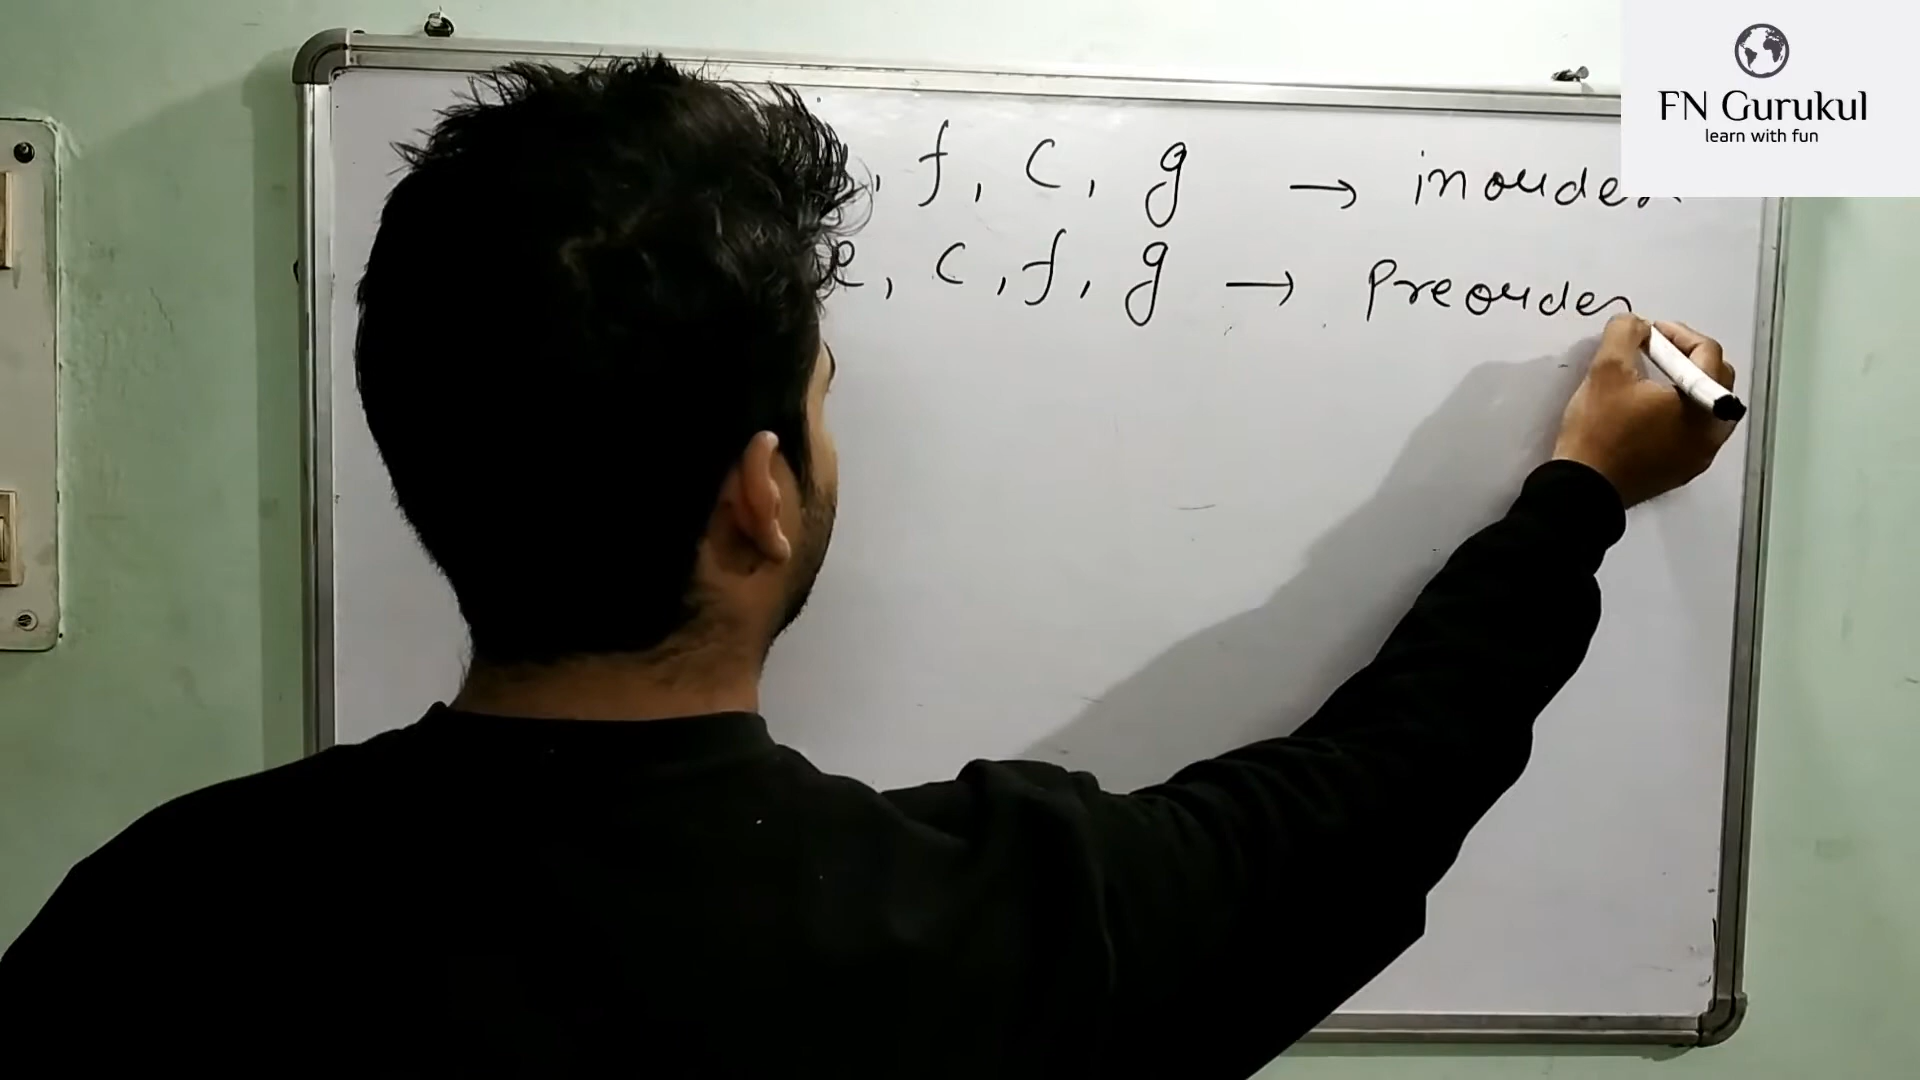 FN Gurukul
learn with fun
, f, c, g → inorder
e, c, f, g → Preorder